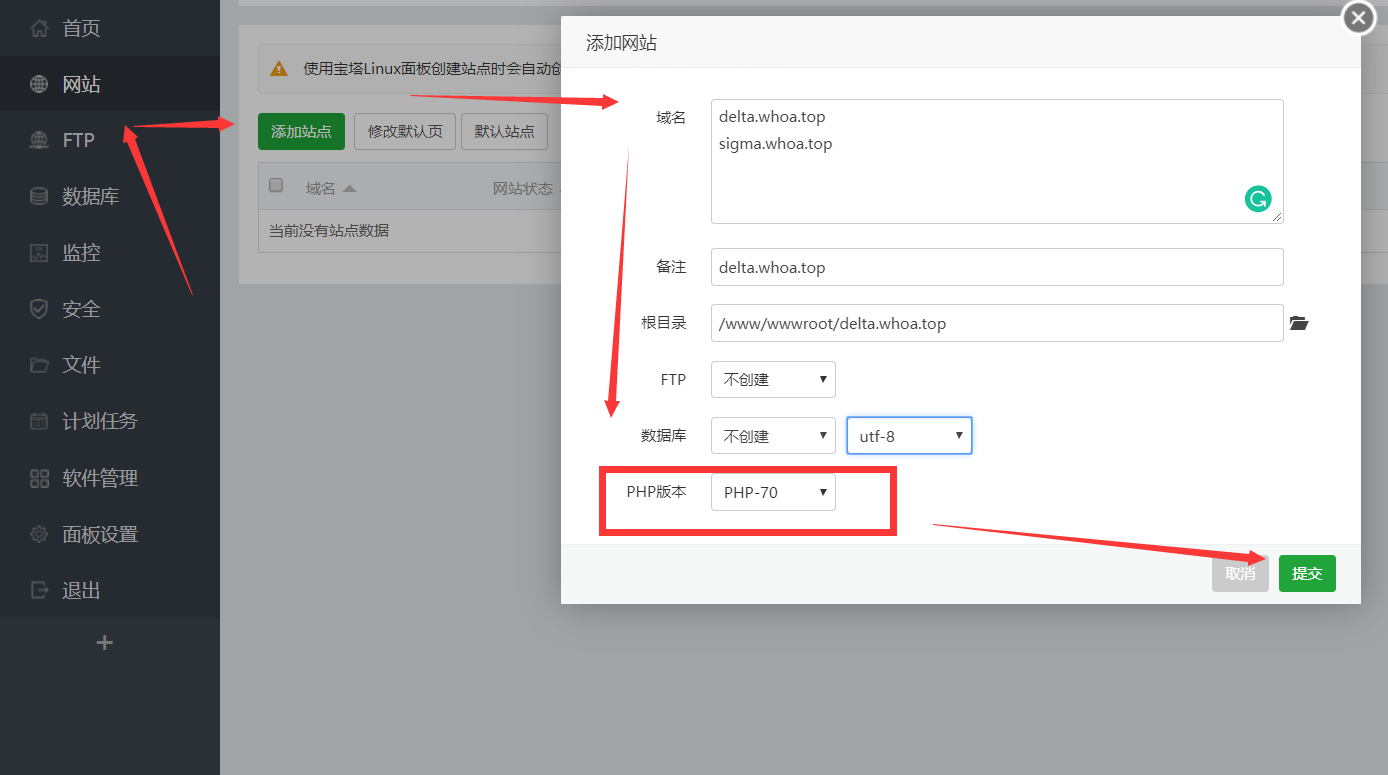 首页
网站
FTP
数据库
监控
安全
文件
计划任务
软件管理
面板设置
退出
使用宝塔Linux面板创建站点时会自动创
添加站点 修改默认页 默认站点
域名 网站状态
当前没有站点数据
添加网站
域名
delta.whoa.top
sigma.whoa.top
备注 delta.whoa.top
根目录 /www/wwwroot/delta.whoa.top
FTP 不创建
数据库 不创建 utf-8
PHP版本 PHP-70
取消 提交